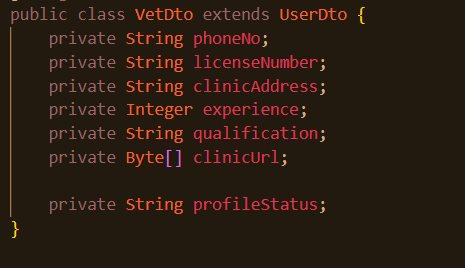 public class VetDto extends UserDto {
    private String phoneNo;
    private String licenseNumber;
    private String clinicAddress;
    private Integer experience;
    private String qualification;
    private Byte[] clinicUrl;

    private String profileStatus;
}